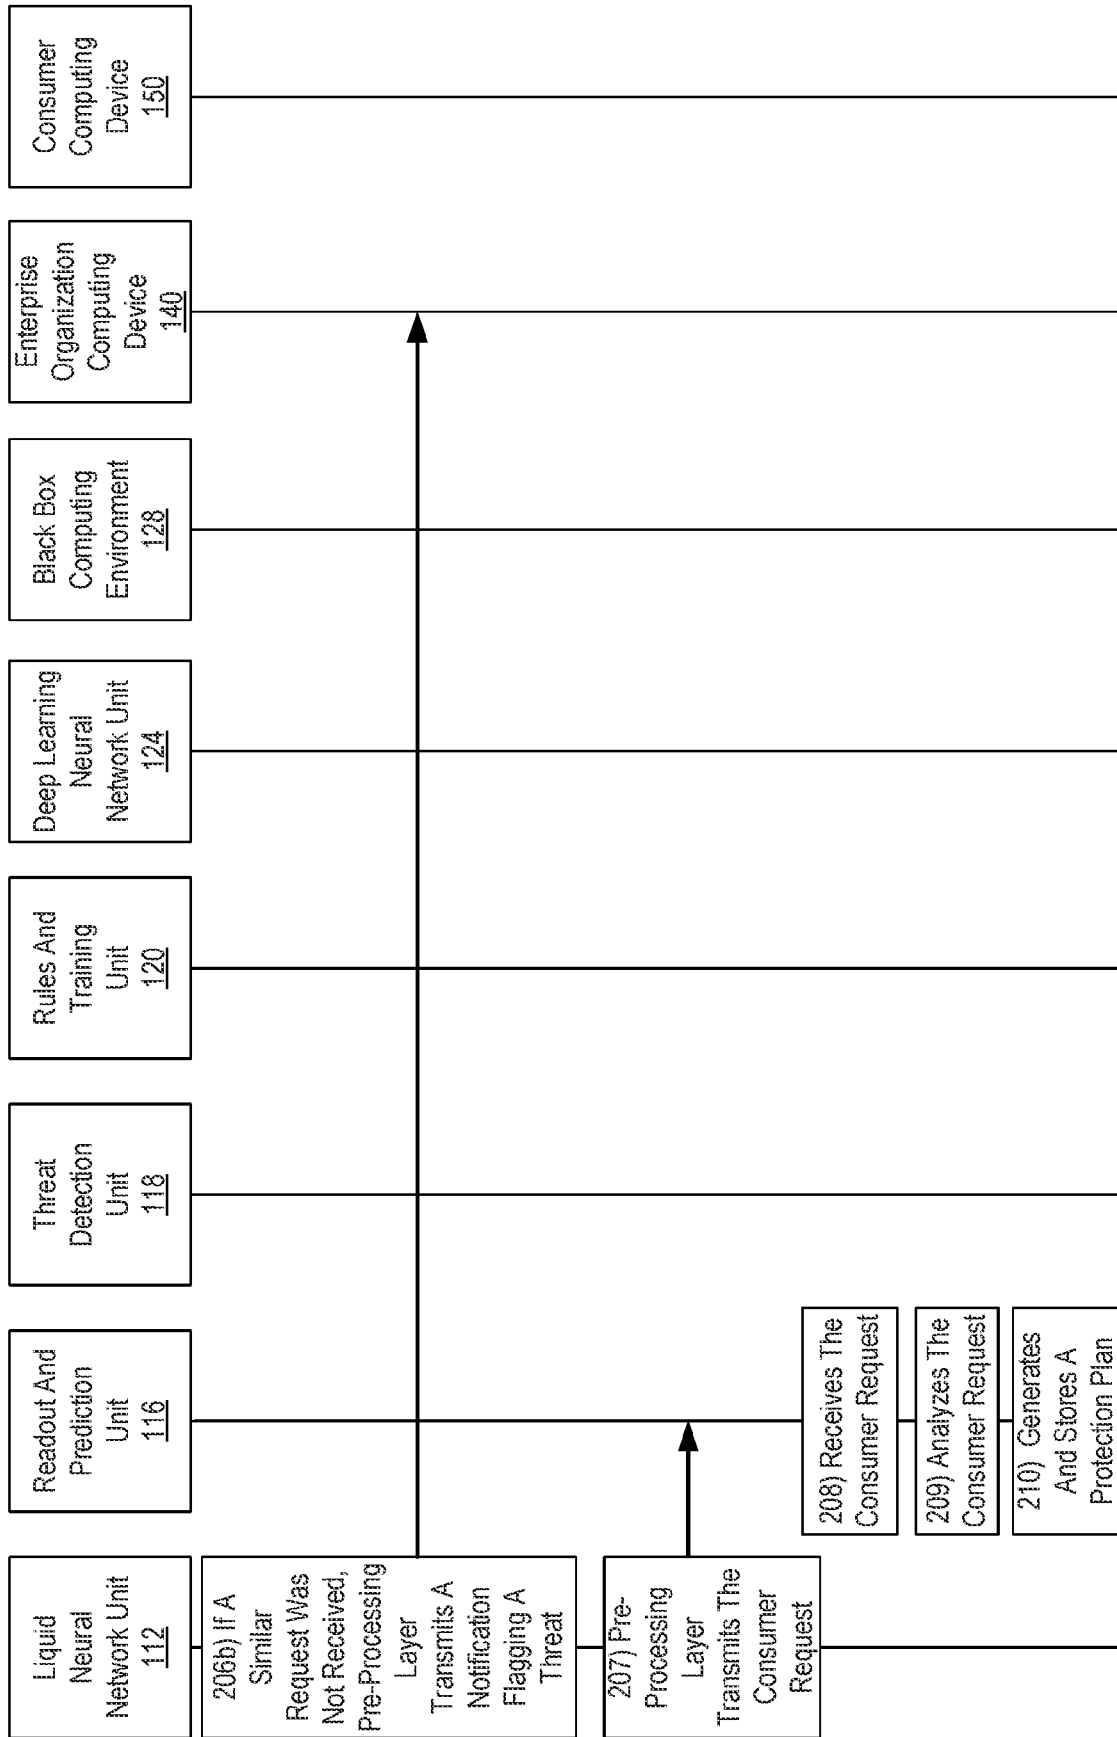 Liquid
Neural
Network Unit
112
Readout And
Prediction
Unit
116
Threat
Detection
Unit
118
Rules And
Training
Unit
120
Deep Learning
Neural
Network Unit
124
Black Box
Computing
Environment
128
Enterprise
Organization
Computing
Device
140
Consumer
Computing
Device
150
206b) If A
Similar
Request Was
Not Received,
Pre-Processing
Layer
Transmits A
Notification
Flagging A
Threat
207) Pre-
Processing
Layer
Transmits The
Consumer
Request
208) Receives The
Consumer Request
209) Analyzes The
Consumer Request
210) Generates
And Stores A
Protection Plan